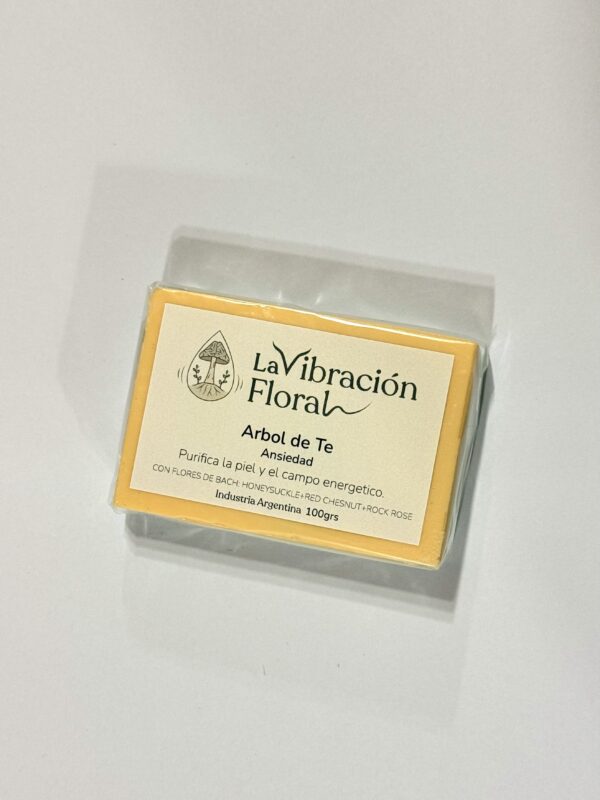 La Vibración
Floral
Arbol de Te
Ansiedad
Purifica la piel y el campo energetico.
CON FLORES DE BACH: HONEYSUCKLE+RED CHESNUT+ROCK ROSE
Industria Argentina 100grs